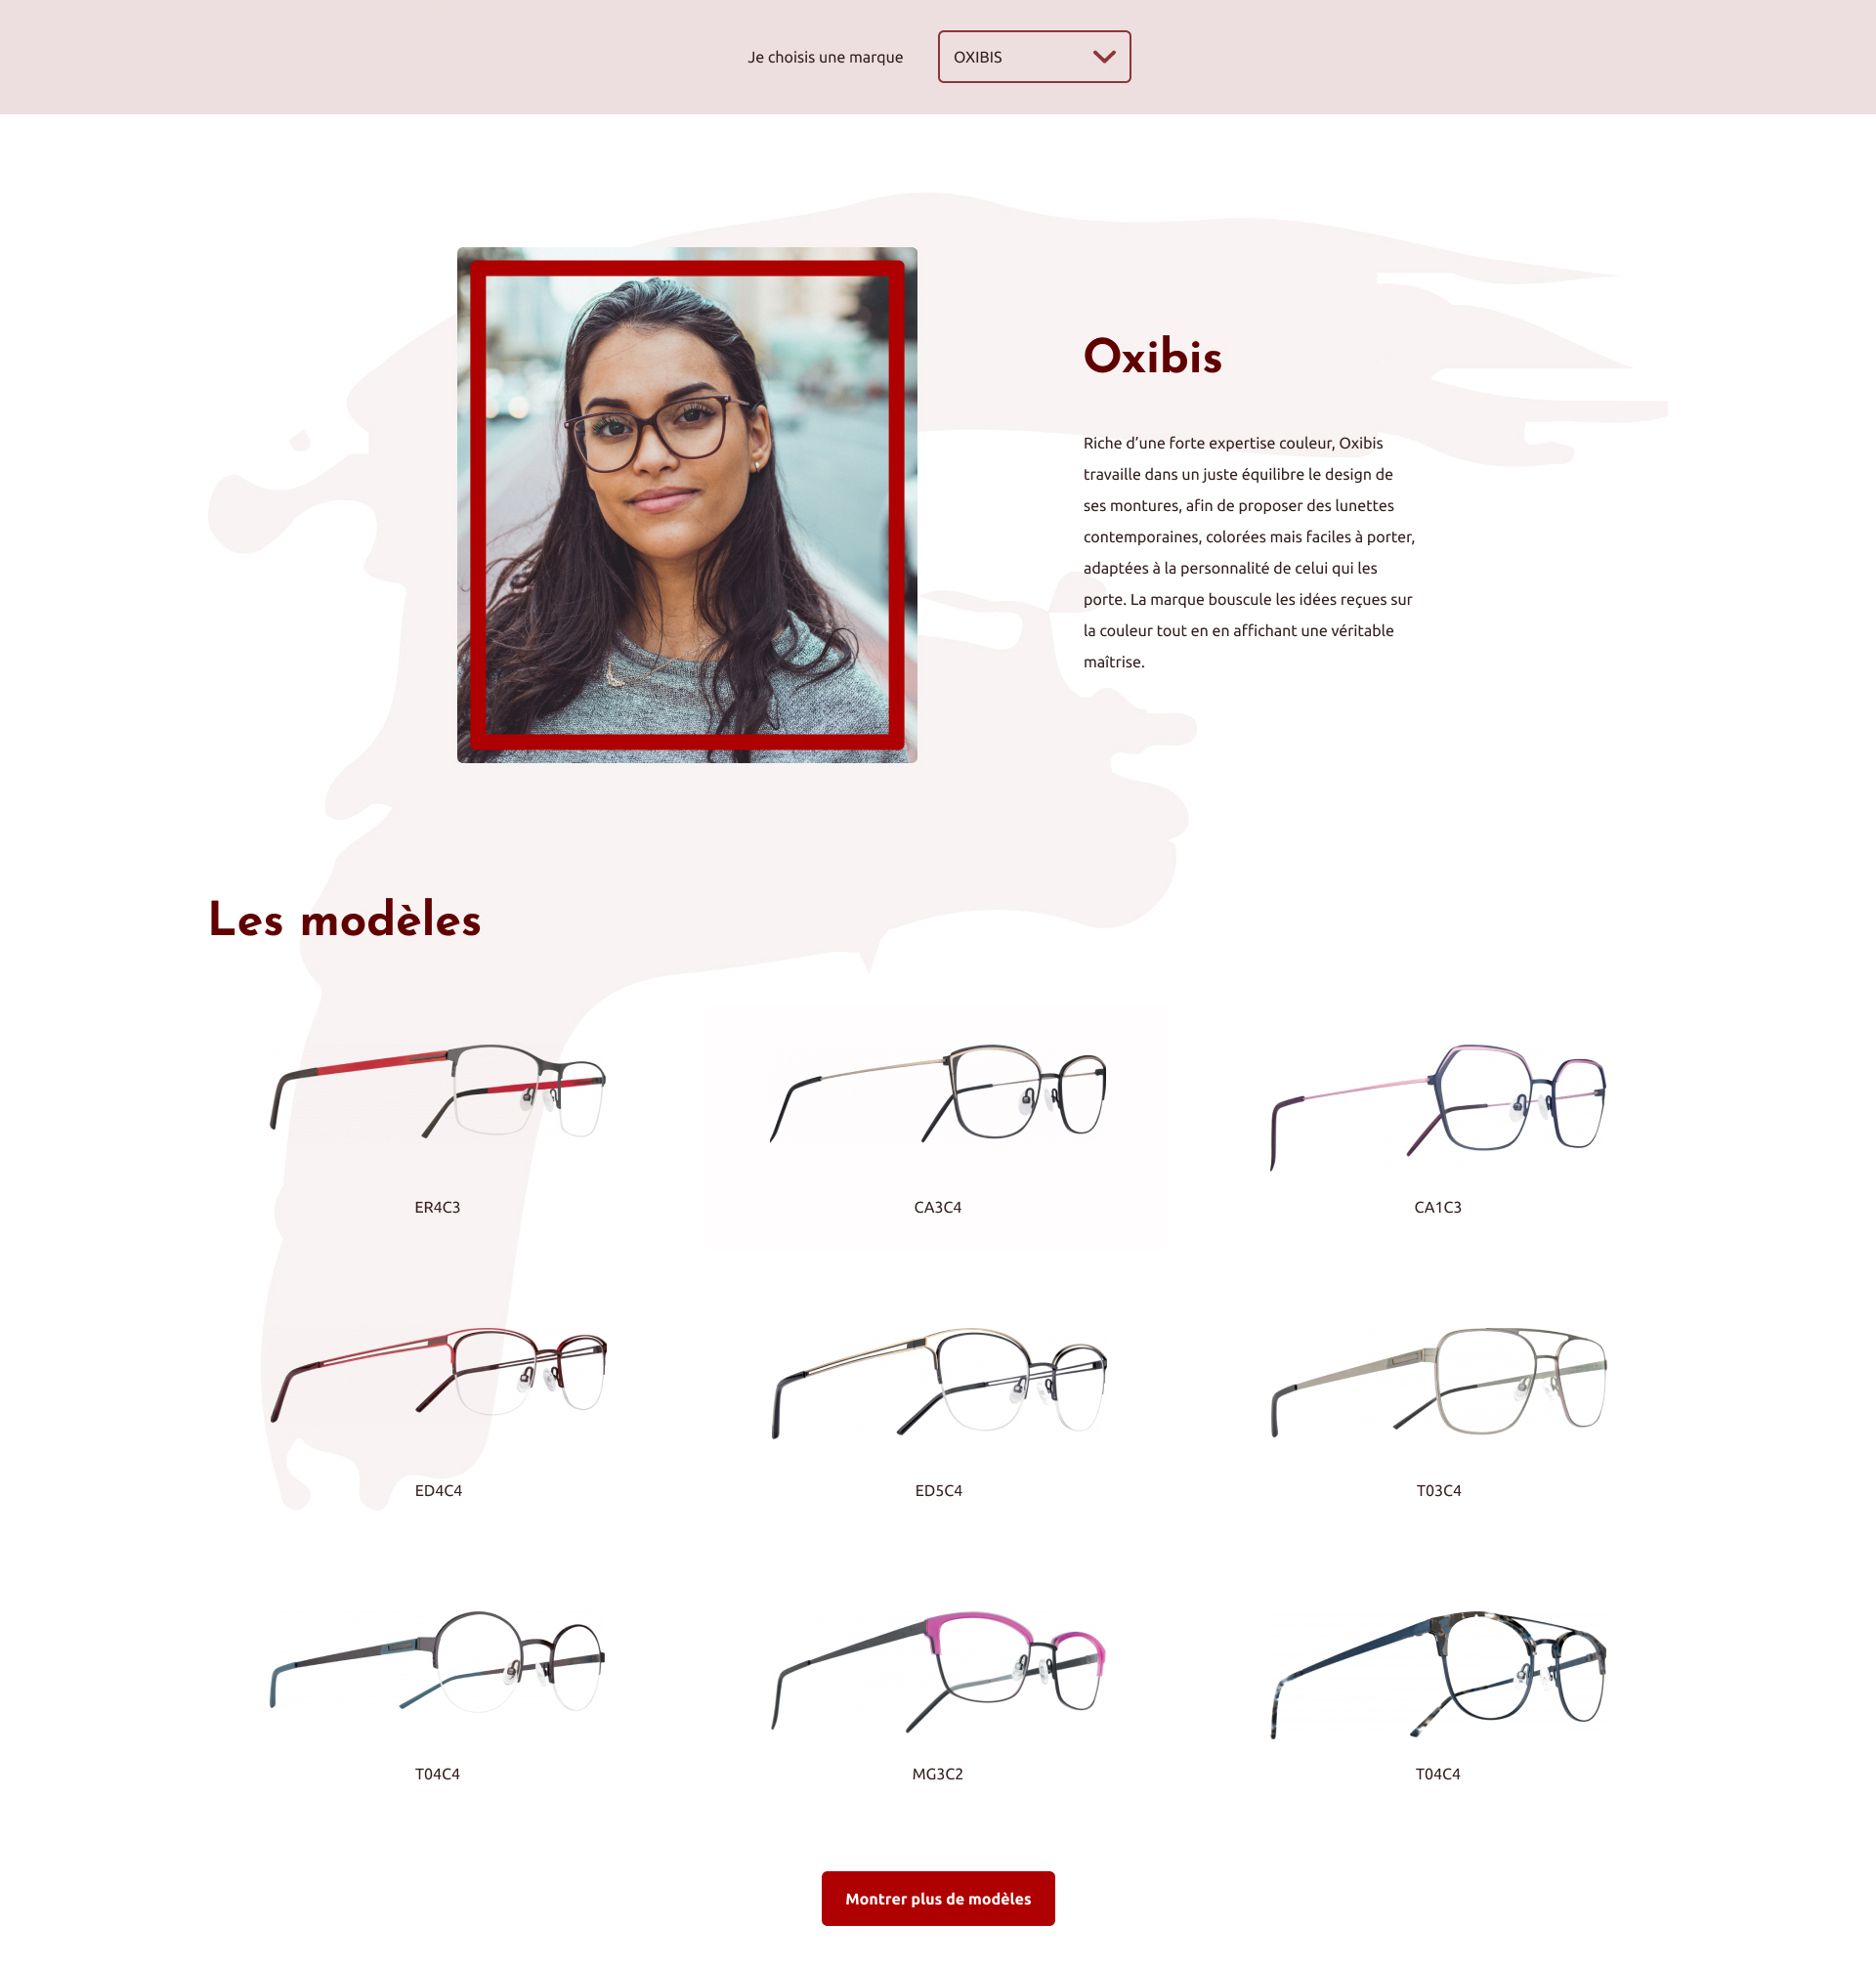 Je choisis une marque
OXIBIS
Oxibis
Riche d’une forte expertise couleur, Oxibis
travaille dans un juste équilibre le design de
ses montures, afin de proposer des lunettes
contemporaines, colorées mais faciles à porter,
adaptées à la personnalité de celui qui les
porte. La marque bouscule les idées reçues sur
la couleur tout en en affichant une véritable
maîtrise.
Les modèles
ER4C3
CA3C4
CA1C3
ED4C4
ED5C4
T03C4
T04C4
MG3C2
T04C4
Montrer plus de modèles